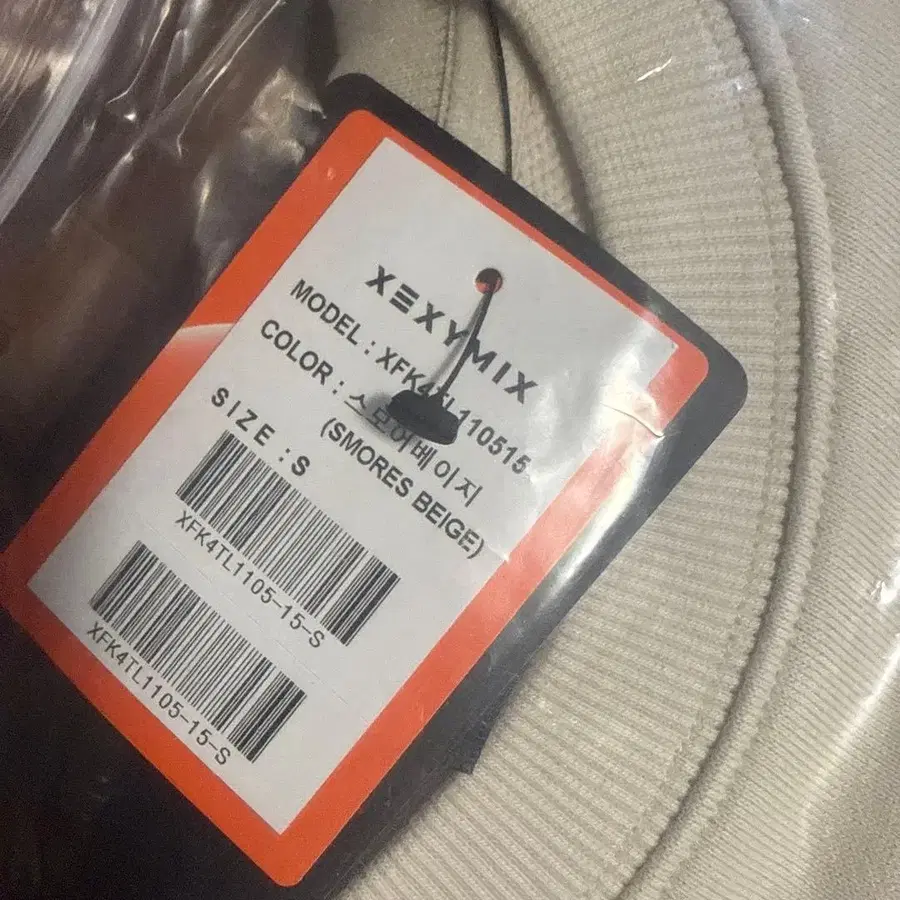 XEXYMIX
MODEL : XFK4TL110515
COLOR : 스모어베이지
(SMORES BEIGE)
SIZE : S
XFK4TL1105-15-S
XFK4TL1105-15-S